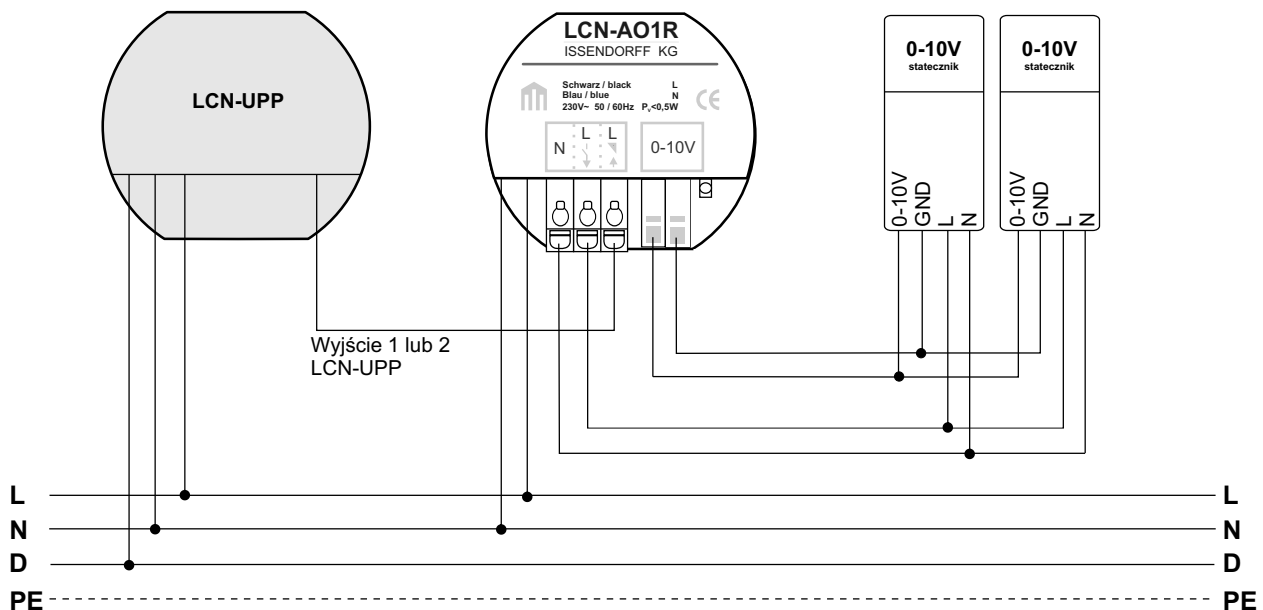 LCN-UPP
LCN-AO1R
ISSENDORFF KG
Schwarz / black L
Blau / blue N
230V~ 50 / 60Hz Pv<0,5W
CE
N L L
0-10V
0-10V
statecznik
0-10V
GND
L
N
0-10V
statecznik
0-10V
GND
L
N
Wyjście 1 lub 2
LCN-UPP
L L
N N
D D
PE PE